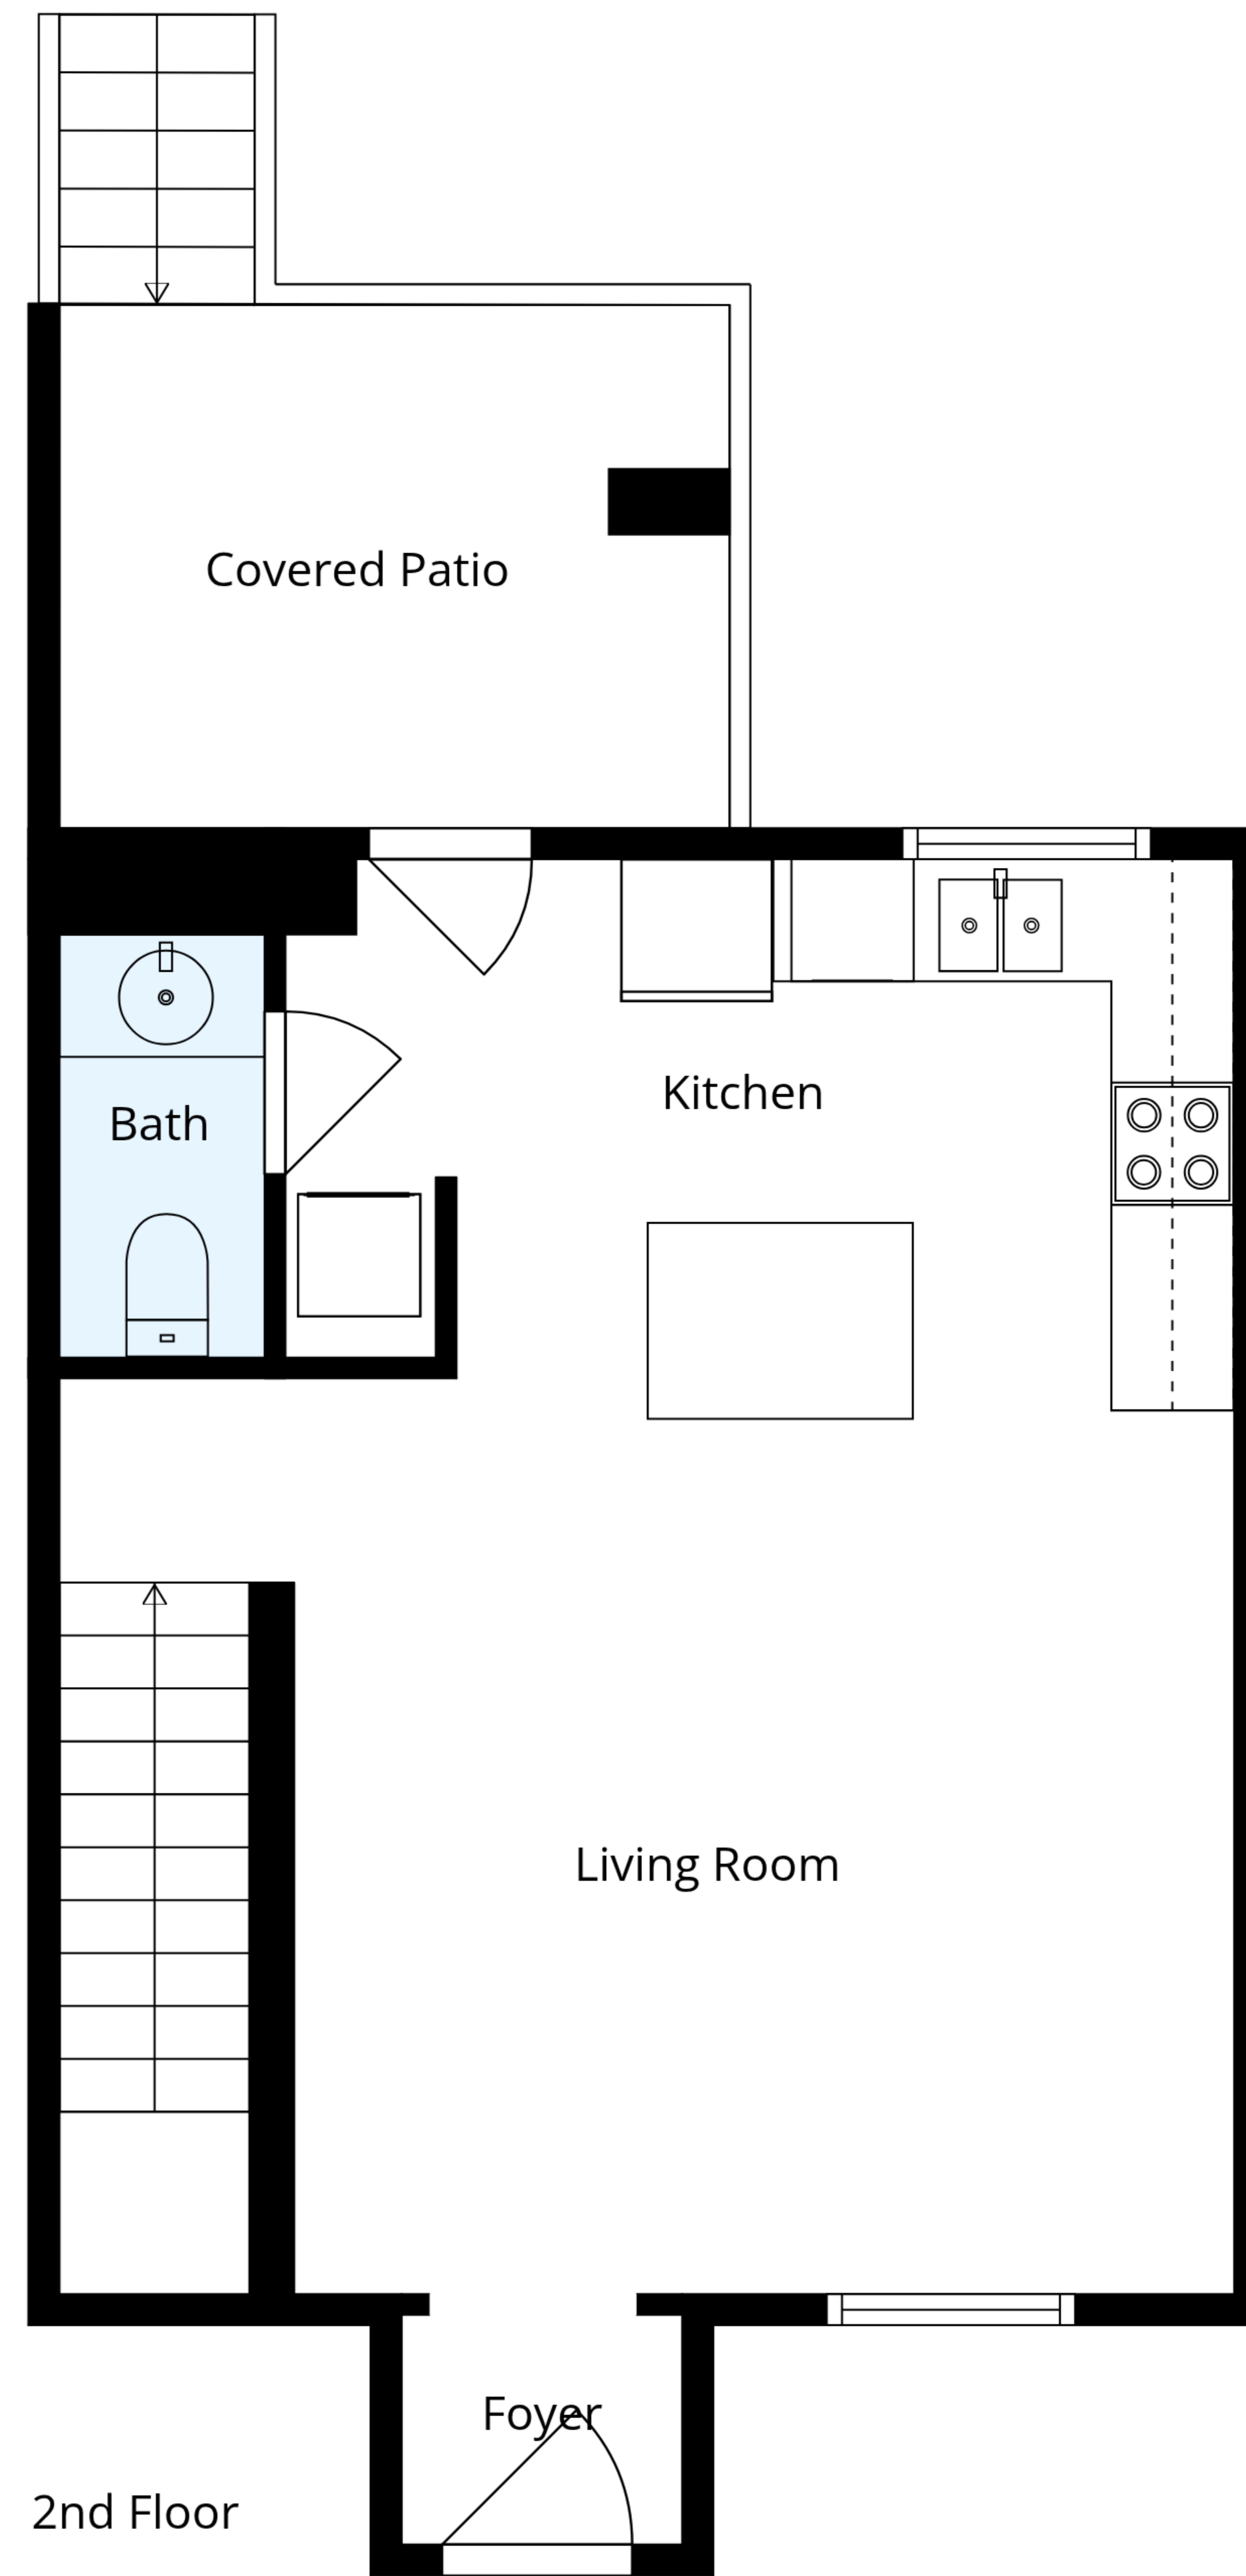 Covered Patio
Kitchen
Bath
Living Room
Foyer
2nd Floor